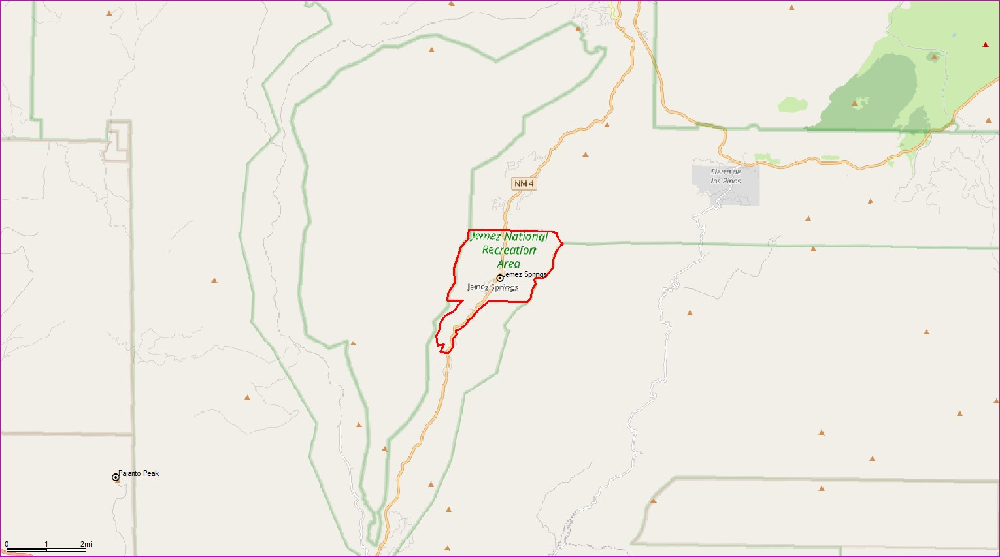 Sierra de
los Pinos
NM 4
Jemez National
Recreation
Area
Jemez Springs
Jemez Springs
Pajarito Peak
0 1 2mi